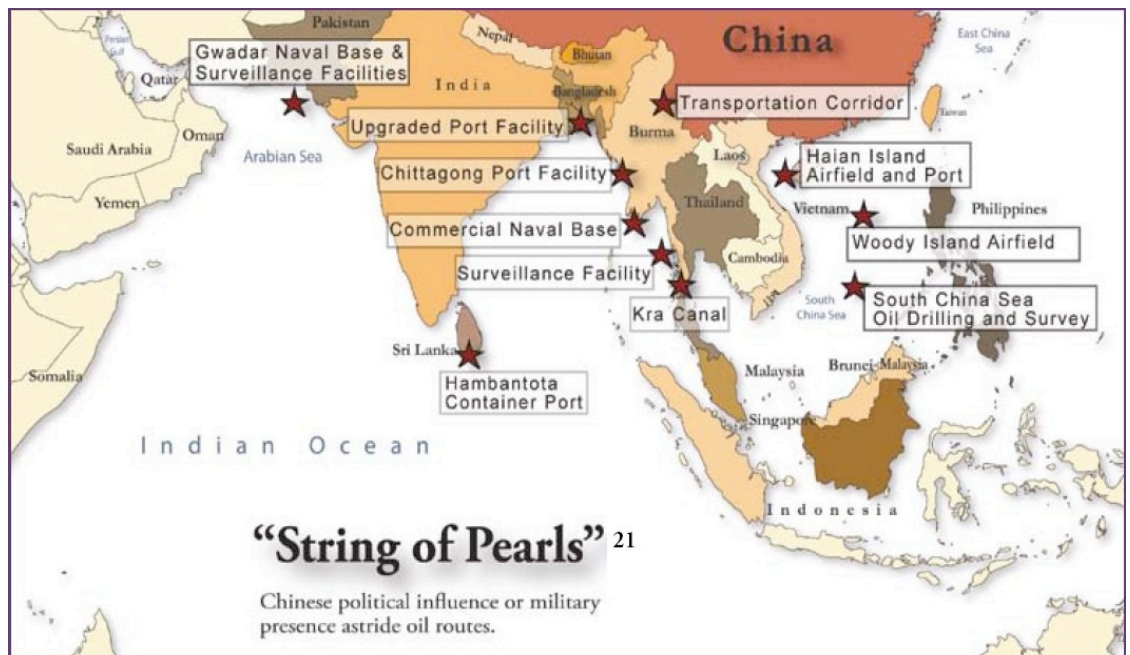 Pakistan
Nepal
China
East China
Sea
Persian
Gulf
Gwadar Naval Base &
Surveillance Facilities
Qatar
India
Bhutan
Bangladesh
Transportation Corridor
Taiwan
Upgraded Port Facility
Burma
Oman
Saudi Arabia
Arabian Sea
Laos
Haian Island
Airfield and Port
Chittagong Port Facility
Yemen
Thailand
Vietnam
Philippines
Commercial Naval Base
Woody Island Airfield
Cambodia
Surveillance Facility
South
China Sea
South China Sea
Oil Drilling and Survey
Kra Canal
Sri Lanka
Somalia
Hambantota
Container Port
Malaysia
Brunei
Malaysia
Singapore
Indian Ocean
Indonesia
“String of Pearls” 21
Chinese political influence or military
presence astride oil routes.